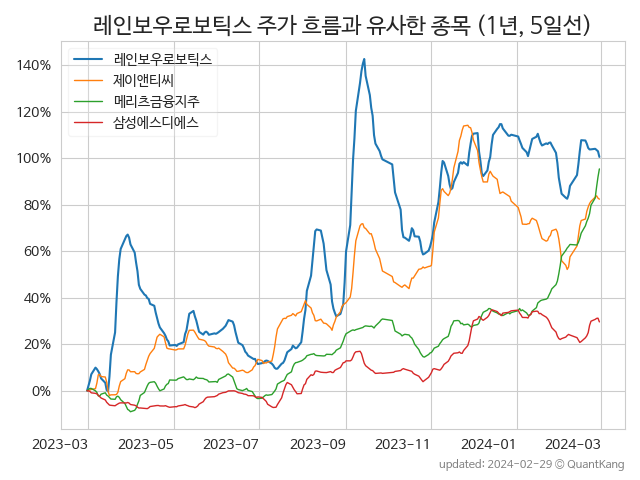 레인보우로보틱스 주가 흐름과 유사한 종목 (1년, 5일선)
레인보우로보틱스
제이앤티씨
메리츠금융지주
삼성에스디에스
140%
120%
100%
80%
60%
40%
20%
0%
2023-03 2023-05 2023-07 2023-09 2023-11 2024-01 2024-03
updated: 2024-02-29 © QuantKang